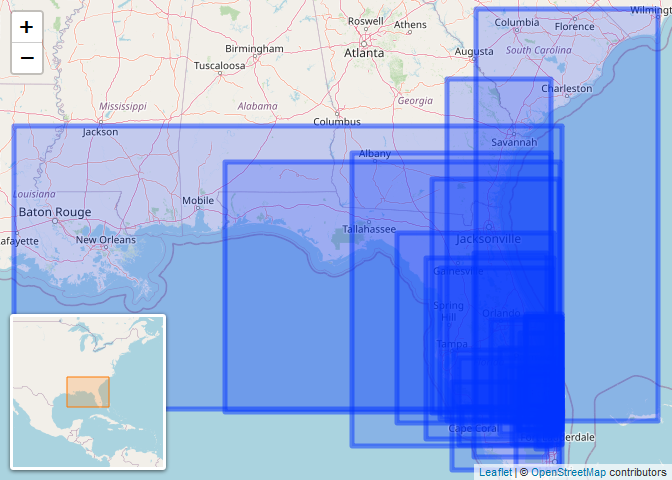 +
−
Roswell
Athens
Atlanta
Columbia
Florence
Wilmingt
South Carolina
Augusta
Birmingham
Tuscaloosa
Charleston
Mississippi
Alabama
Georgia
Columbus
Jackson
Savannah
Albany
Louisiana
Mobile
Baton Rouge
Tallahassee
Jacksonville
afayette
New Orleans
Gainesville
Spring
Hill
Orlando
Tampa
Cape Coral
derdale
Leaflet | © OpenStreetMap contributors